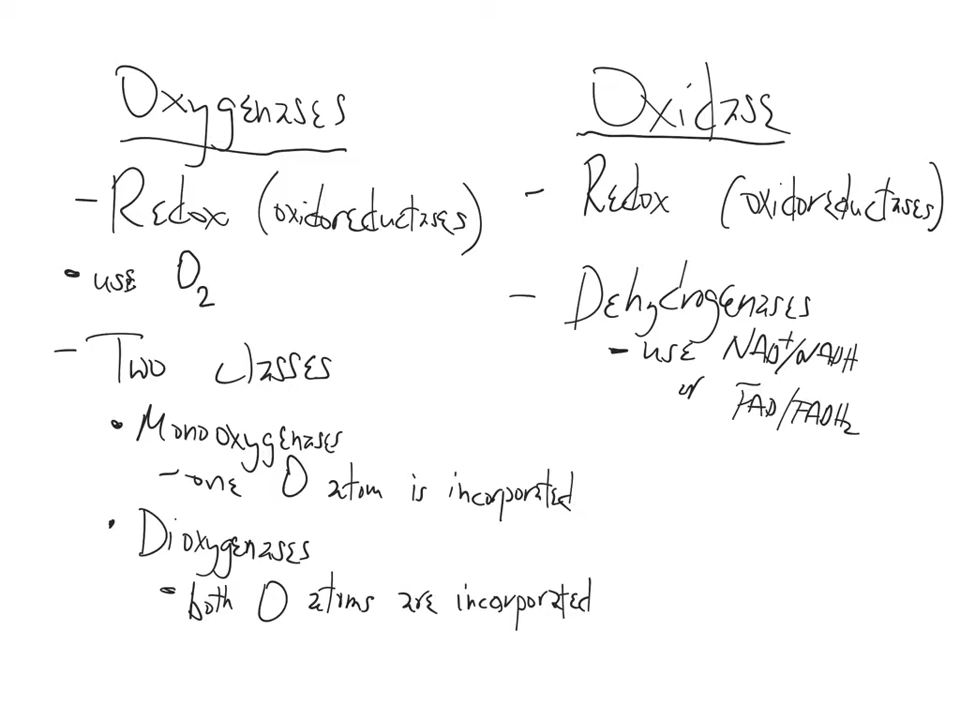 Oxygenases
- Redox (oxidoreductases)
• use O2
- Two classes
• Monooxygenases
- one O atom is incorporated
• Dioxygenases
- both O atoms are incorporated
Oxidase
- Redox (oxidoreductases)
- Dehydrogenases
- use NAD+/NADH
or FAD/FADH2